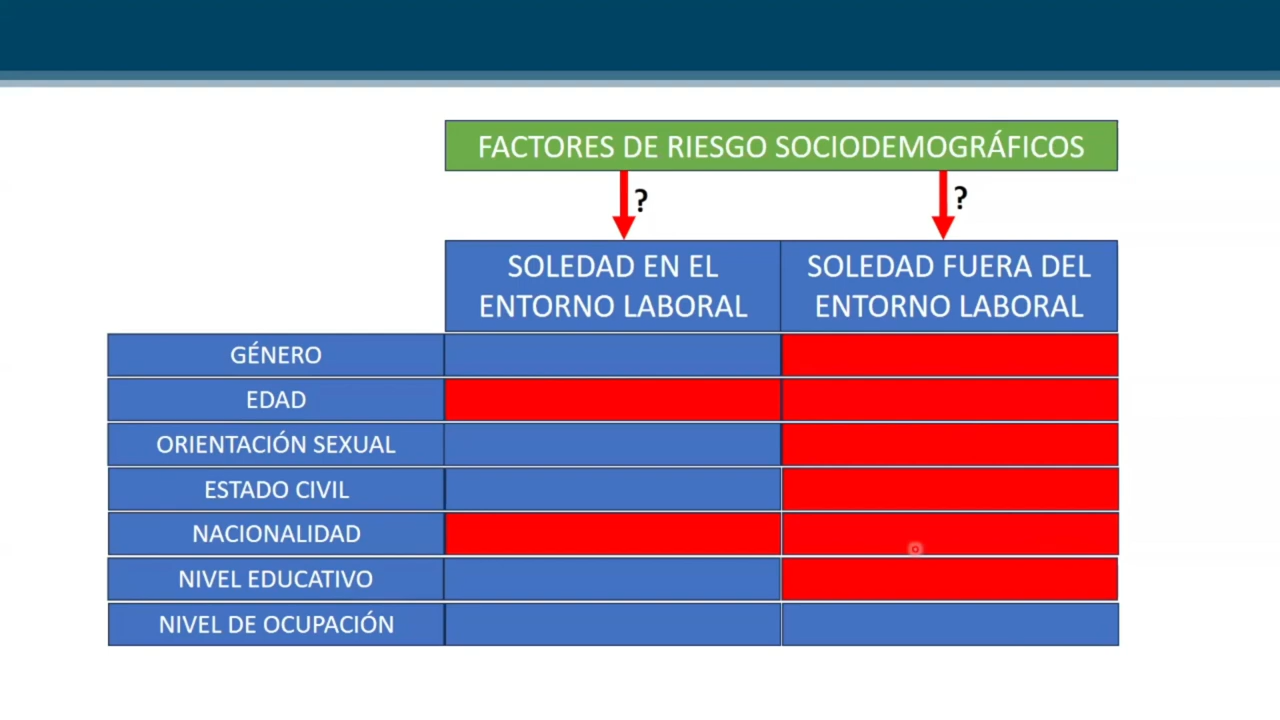 FACTORES DE RIESGO SOCIODEMOGRÁFICOS
?
?
SOLEDAD EN EL
ENTORNO LABORAL
SOLEDAD FUERA DEL
ENTORNO LABORAL
GÉNERO
EDAD
ORIENTACIÓN SEXUAL
ESTADO CIVIL
NACIONALIDAD
NIVEL EDUCATIVO
NIVEL DE OCUPACIÓN